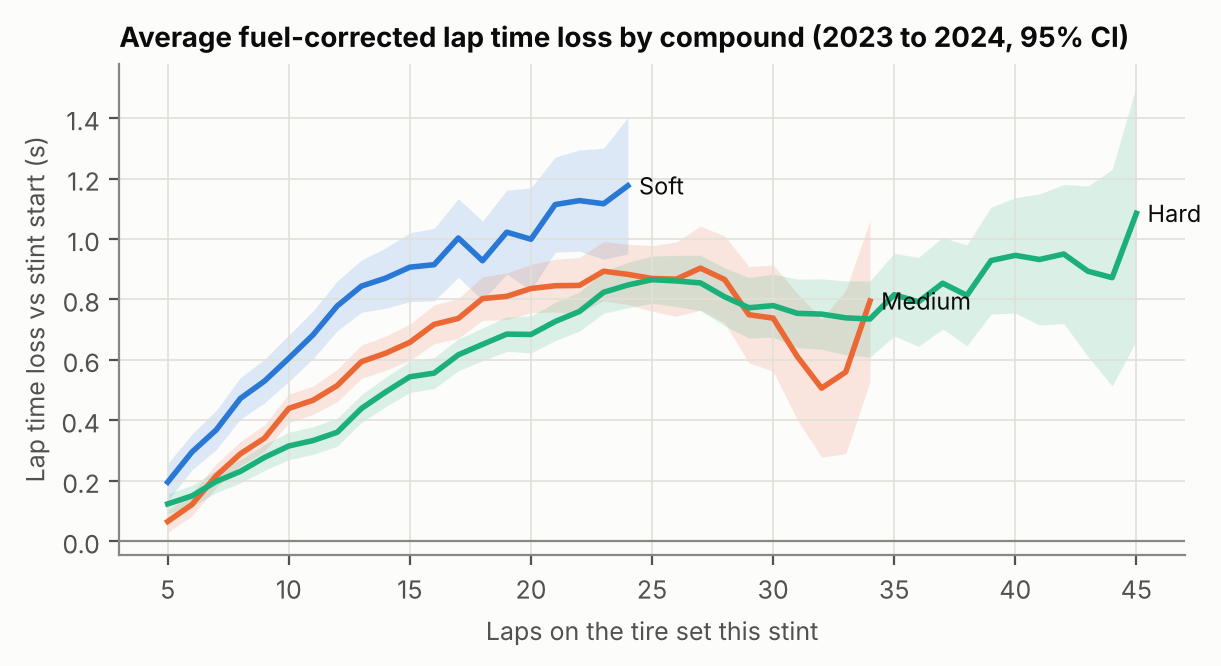 Average fuel-corrected lap time loss by compound (2023 to 2024, 95% CI)
Lap time loss vs stint start (s)
1.4
1.2
1.0
0.8
0.6
0.4
0.2
0.0
Soft
Hard
Medium
5 10 15 20 25 30 35 40 45
Laps on the tire set this stint